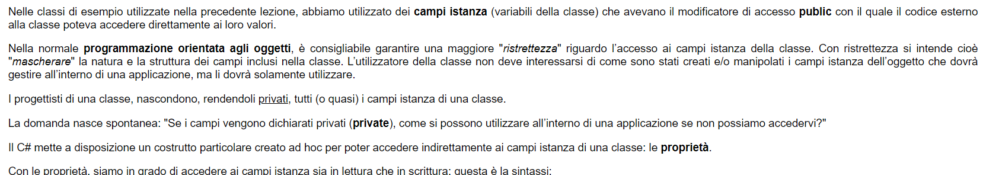 Nelle classi di esempio utilizzate nella precedente lezione, abbiamo utilizzato dei campi istanza (variabili della classe) che avevano il modificatore di accesso public con il quale il codice esterno
alla classe poteva accedere direttamente ai loro valori.
Nella normale programmazione orientata agli oggetti, è consigliabile garantire una maggiore "ristrettezza" riguardo l'accesso ai campi istanza della classe. Con ristrettezza si intende cioè
"mascherare" la natura e la struttura dei campi inclusi nella classe. L'utilizzatore della classe non deve interessarsi di come sono stati creati e/o manipolati i campi istanza dell'oggetto che dovrà
gestire all'interno di una applicazione, ma li dovrà solamente utilizzare.
I progettisti di una classe, nascondono, rendendoli privati, tutti (o quasi) i campi istanza di una classe.
La domanda nasce spontanea: "Se i campi vengono dichiarati privati (private), come si possono utilizzare all'interno di una applicazione se non possiamo accedervi?"
Il C# mette a disposizione un costrutto particolare creato ad hoc per poter accedere indirettamente ai campi istanza di una classe: le proprietà.
Con le proprietà, siamo in grado di accedere ai campi istanza sia in lettura che in scrittura: questa è la sintassi: